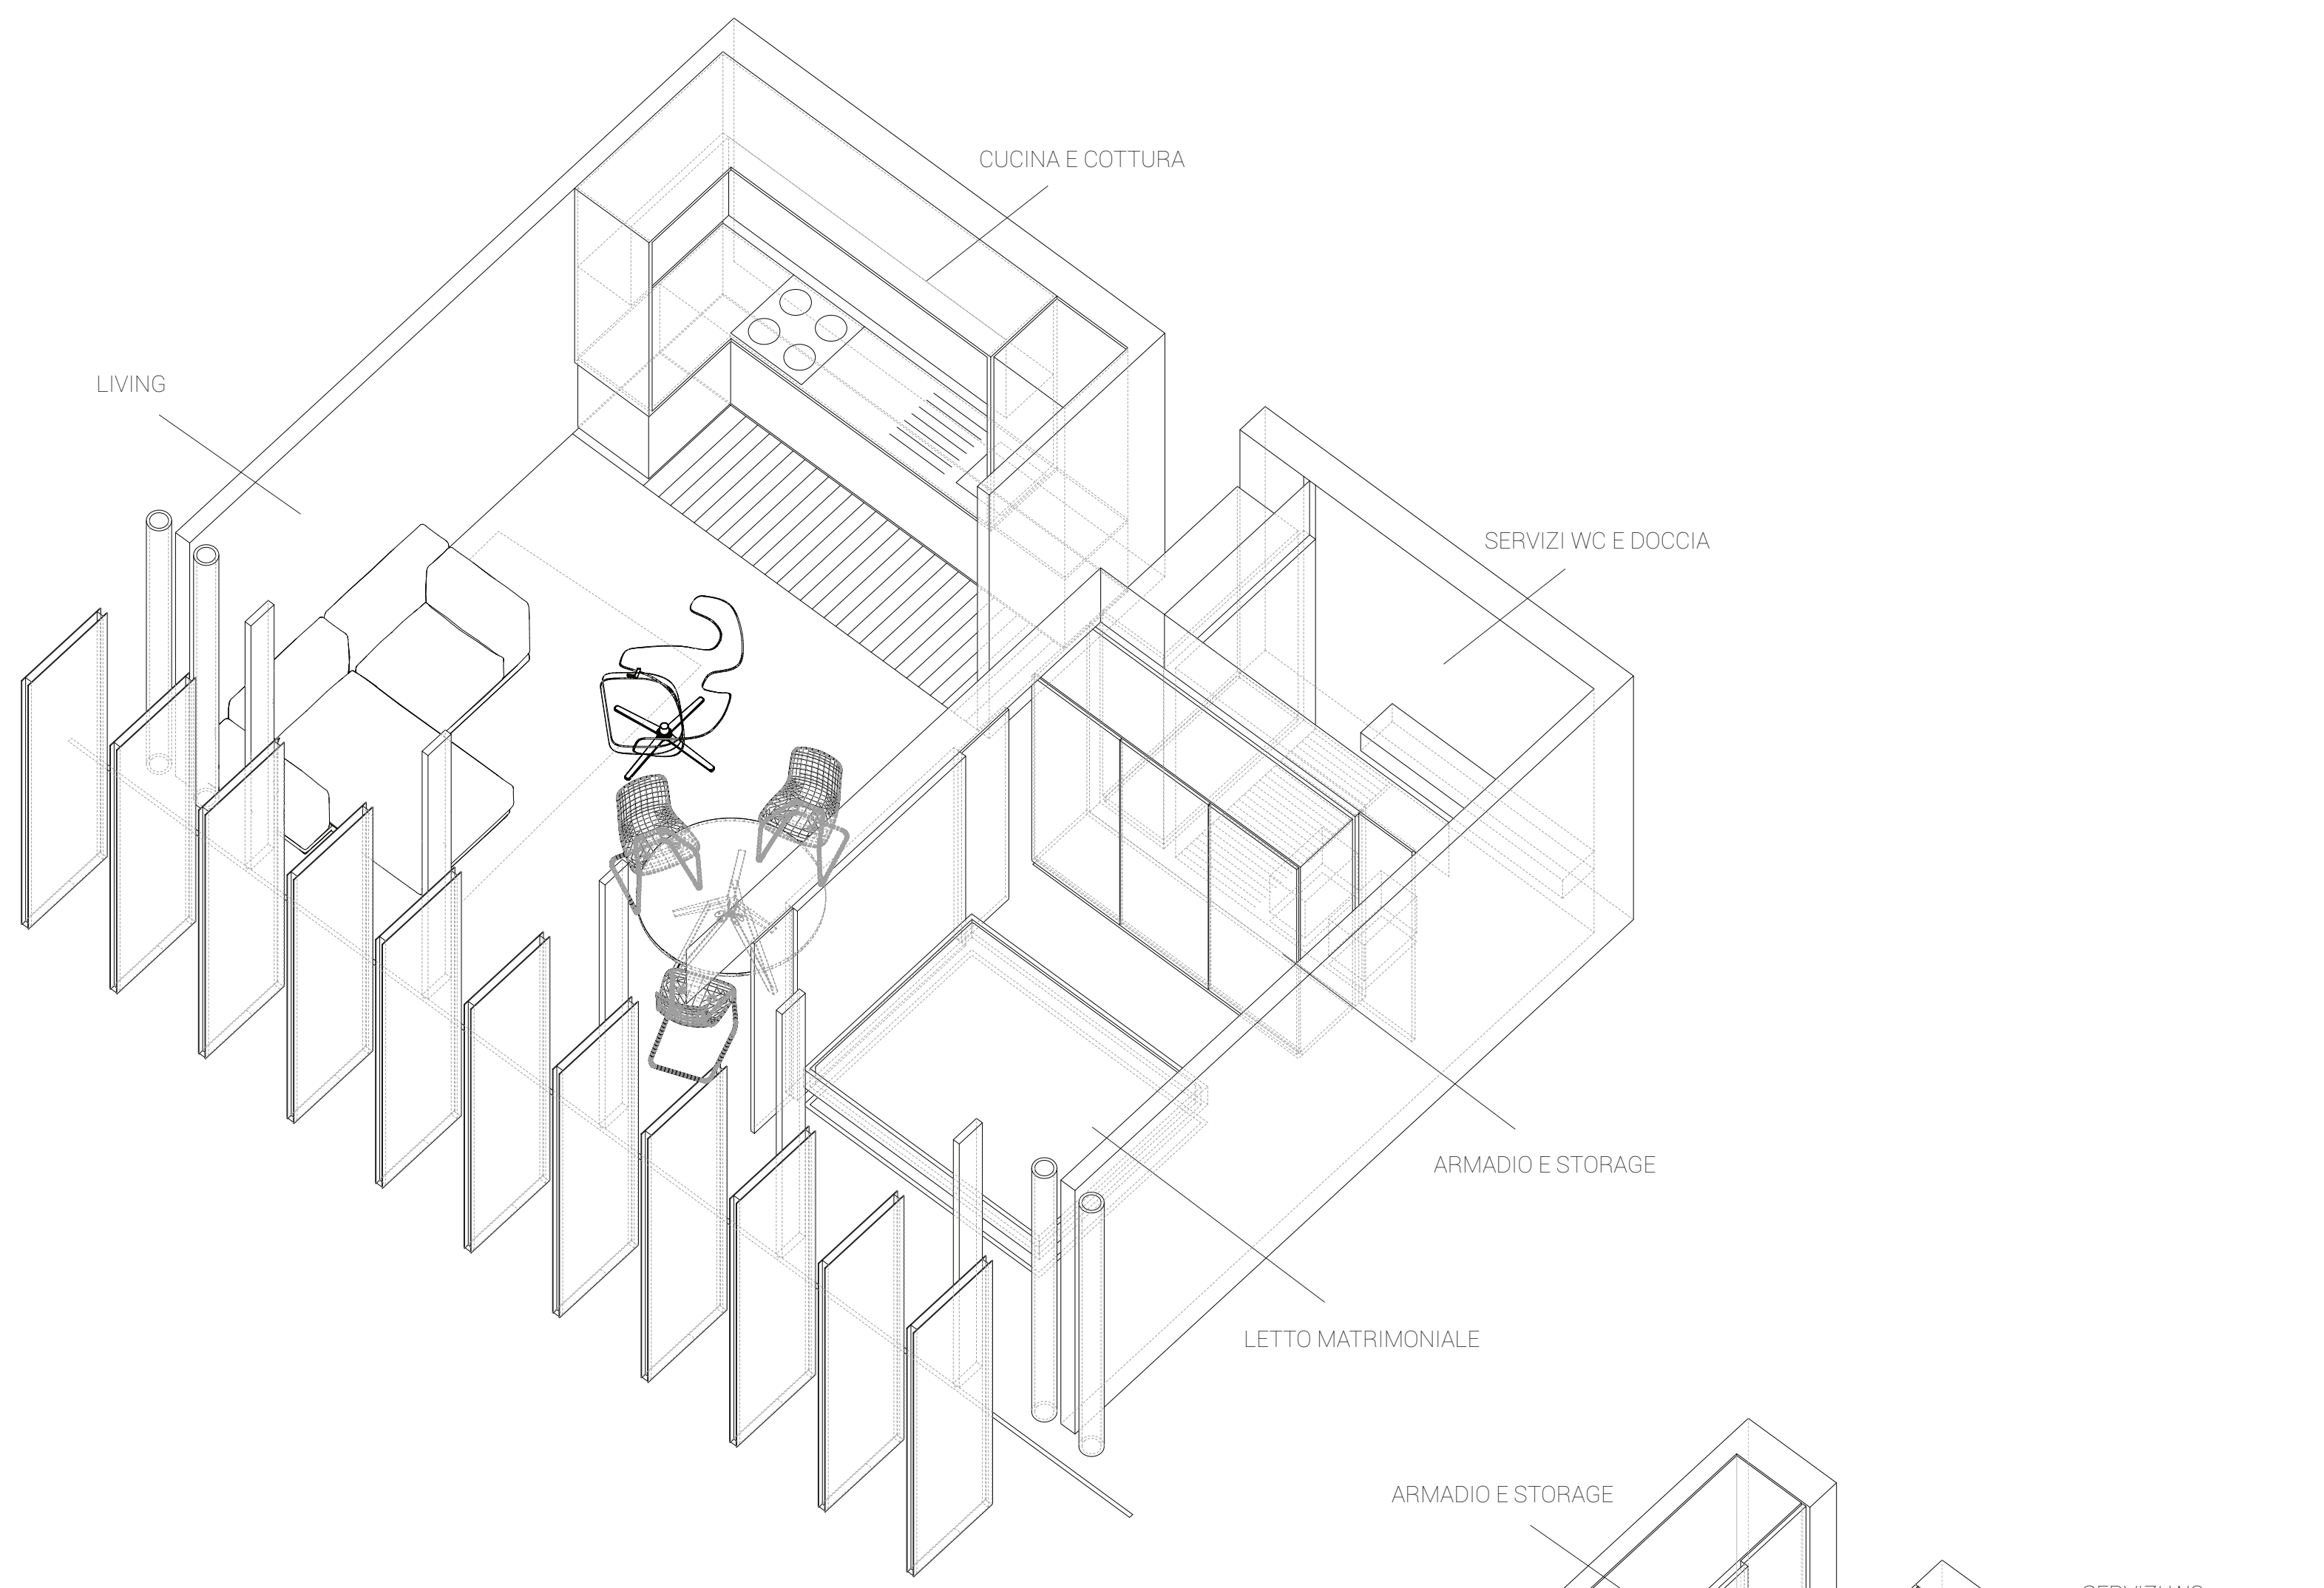 CUCINA E COTTURA
LIVING
SERVIZI WC E DOCCIA
ARMADIO E STORAGE
LETTO MATRIMONIALE
ARMADIO E STORAGE